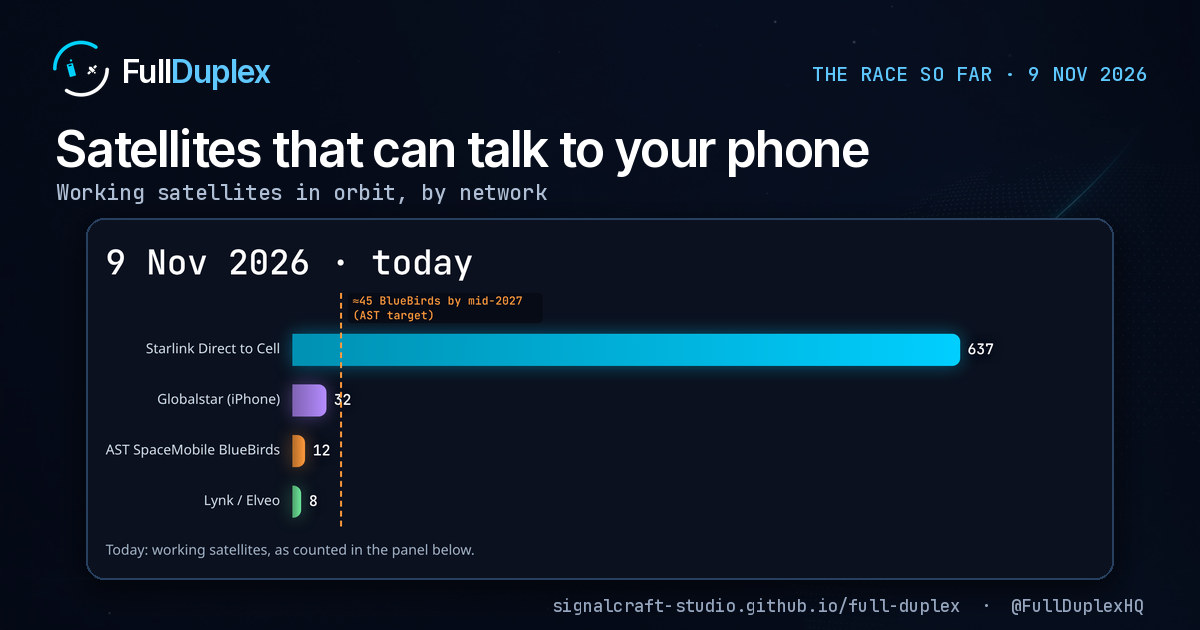 FullDuplex
THE RACE SO FAR · 9 NOV 2026
Satellites that can talk to your phone
Working satellites in orbit, by network
9 Nov 2026 · today
≈45 BlueBirds by mid-2027
(AST target)
Starlink Direct to Cell 637
Globalstar (iPhone) 32
AST SpaceMobile BlueBirds 12
Lynk / Elveo 8
Today: working satellites, as counted in the panel below.
signalcraft-studio.github.io/full-duplex · @FullDuplexHQ